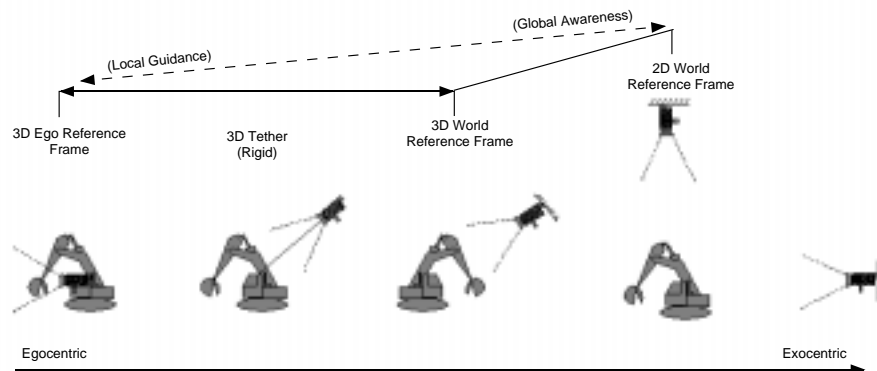 (Global Awareness)
(Local Guidance)
2D World
Reference Frame
3D Ego Reference
Frame
3D Tether
(Rigid)
3D World
Reference Frame
Egocentric
Exocentric